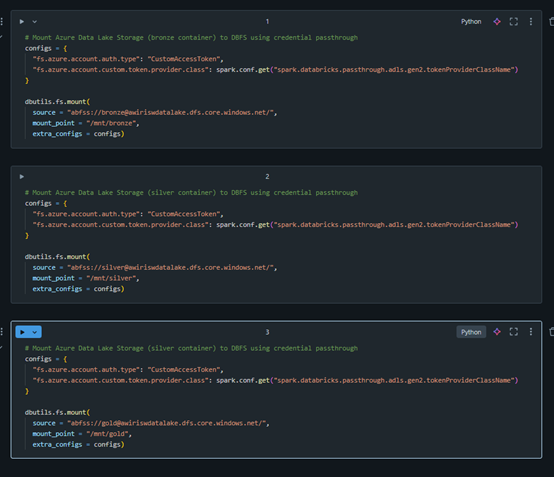 1
Python
# Mount Azure Data Lake Storage (bronze container) to DBFS using credential passthrough
configs = {
  "fs.azure.account.auth.type": "CustomAccessToken",
  "fs.azure.account.custom.token.provider.class": spark.conf.get("spark.databricks.passthrough.adls.gen2.tokenProviderClassName")
}
dbutils.fs.mount(
  source = "abfss://bronze@awiriswdatalake.dfs.core.windows.net/",
  mount_point = "/mnt/bronze",
  extra_configs = configs)
2
# Mount Azure Data Lake Storage (silver container) to DBFS using credential passthrough
configs = {
  "fs.azure.account.auth.type": "CustomAccessToken",
  "fs.azure.account.custom.token.provider.class": spark.conf.get("spark.databricks.passthrough.adls.gen2.tokenProviderClassName")
}
dbutils.fs.mount(
  source = "abfss://silver@awiriswdatalake.dfs.core.windows.net/",
  mount_point = "/mnt/silver",
  extra_configs = configs)
3
Python
# Mount Azure Data Lake Storage (silver container) to DBFS using credential passthrough
configs = {
  "fs.azure.account.auth.type": "CustomAccessToken",
  "fs.azure.account.custom.token.provider.class": spark.conf.get("spark.databricks.passthrough.adls.gen2.tokenProviderClassName")
}
dbutils.fs.mount(
  source = "abfss://gold@awiriswdatalake.dfs.core.windows.net/",
  mount_point = "/mnt/gold",
  extra_configs = configs)